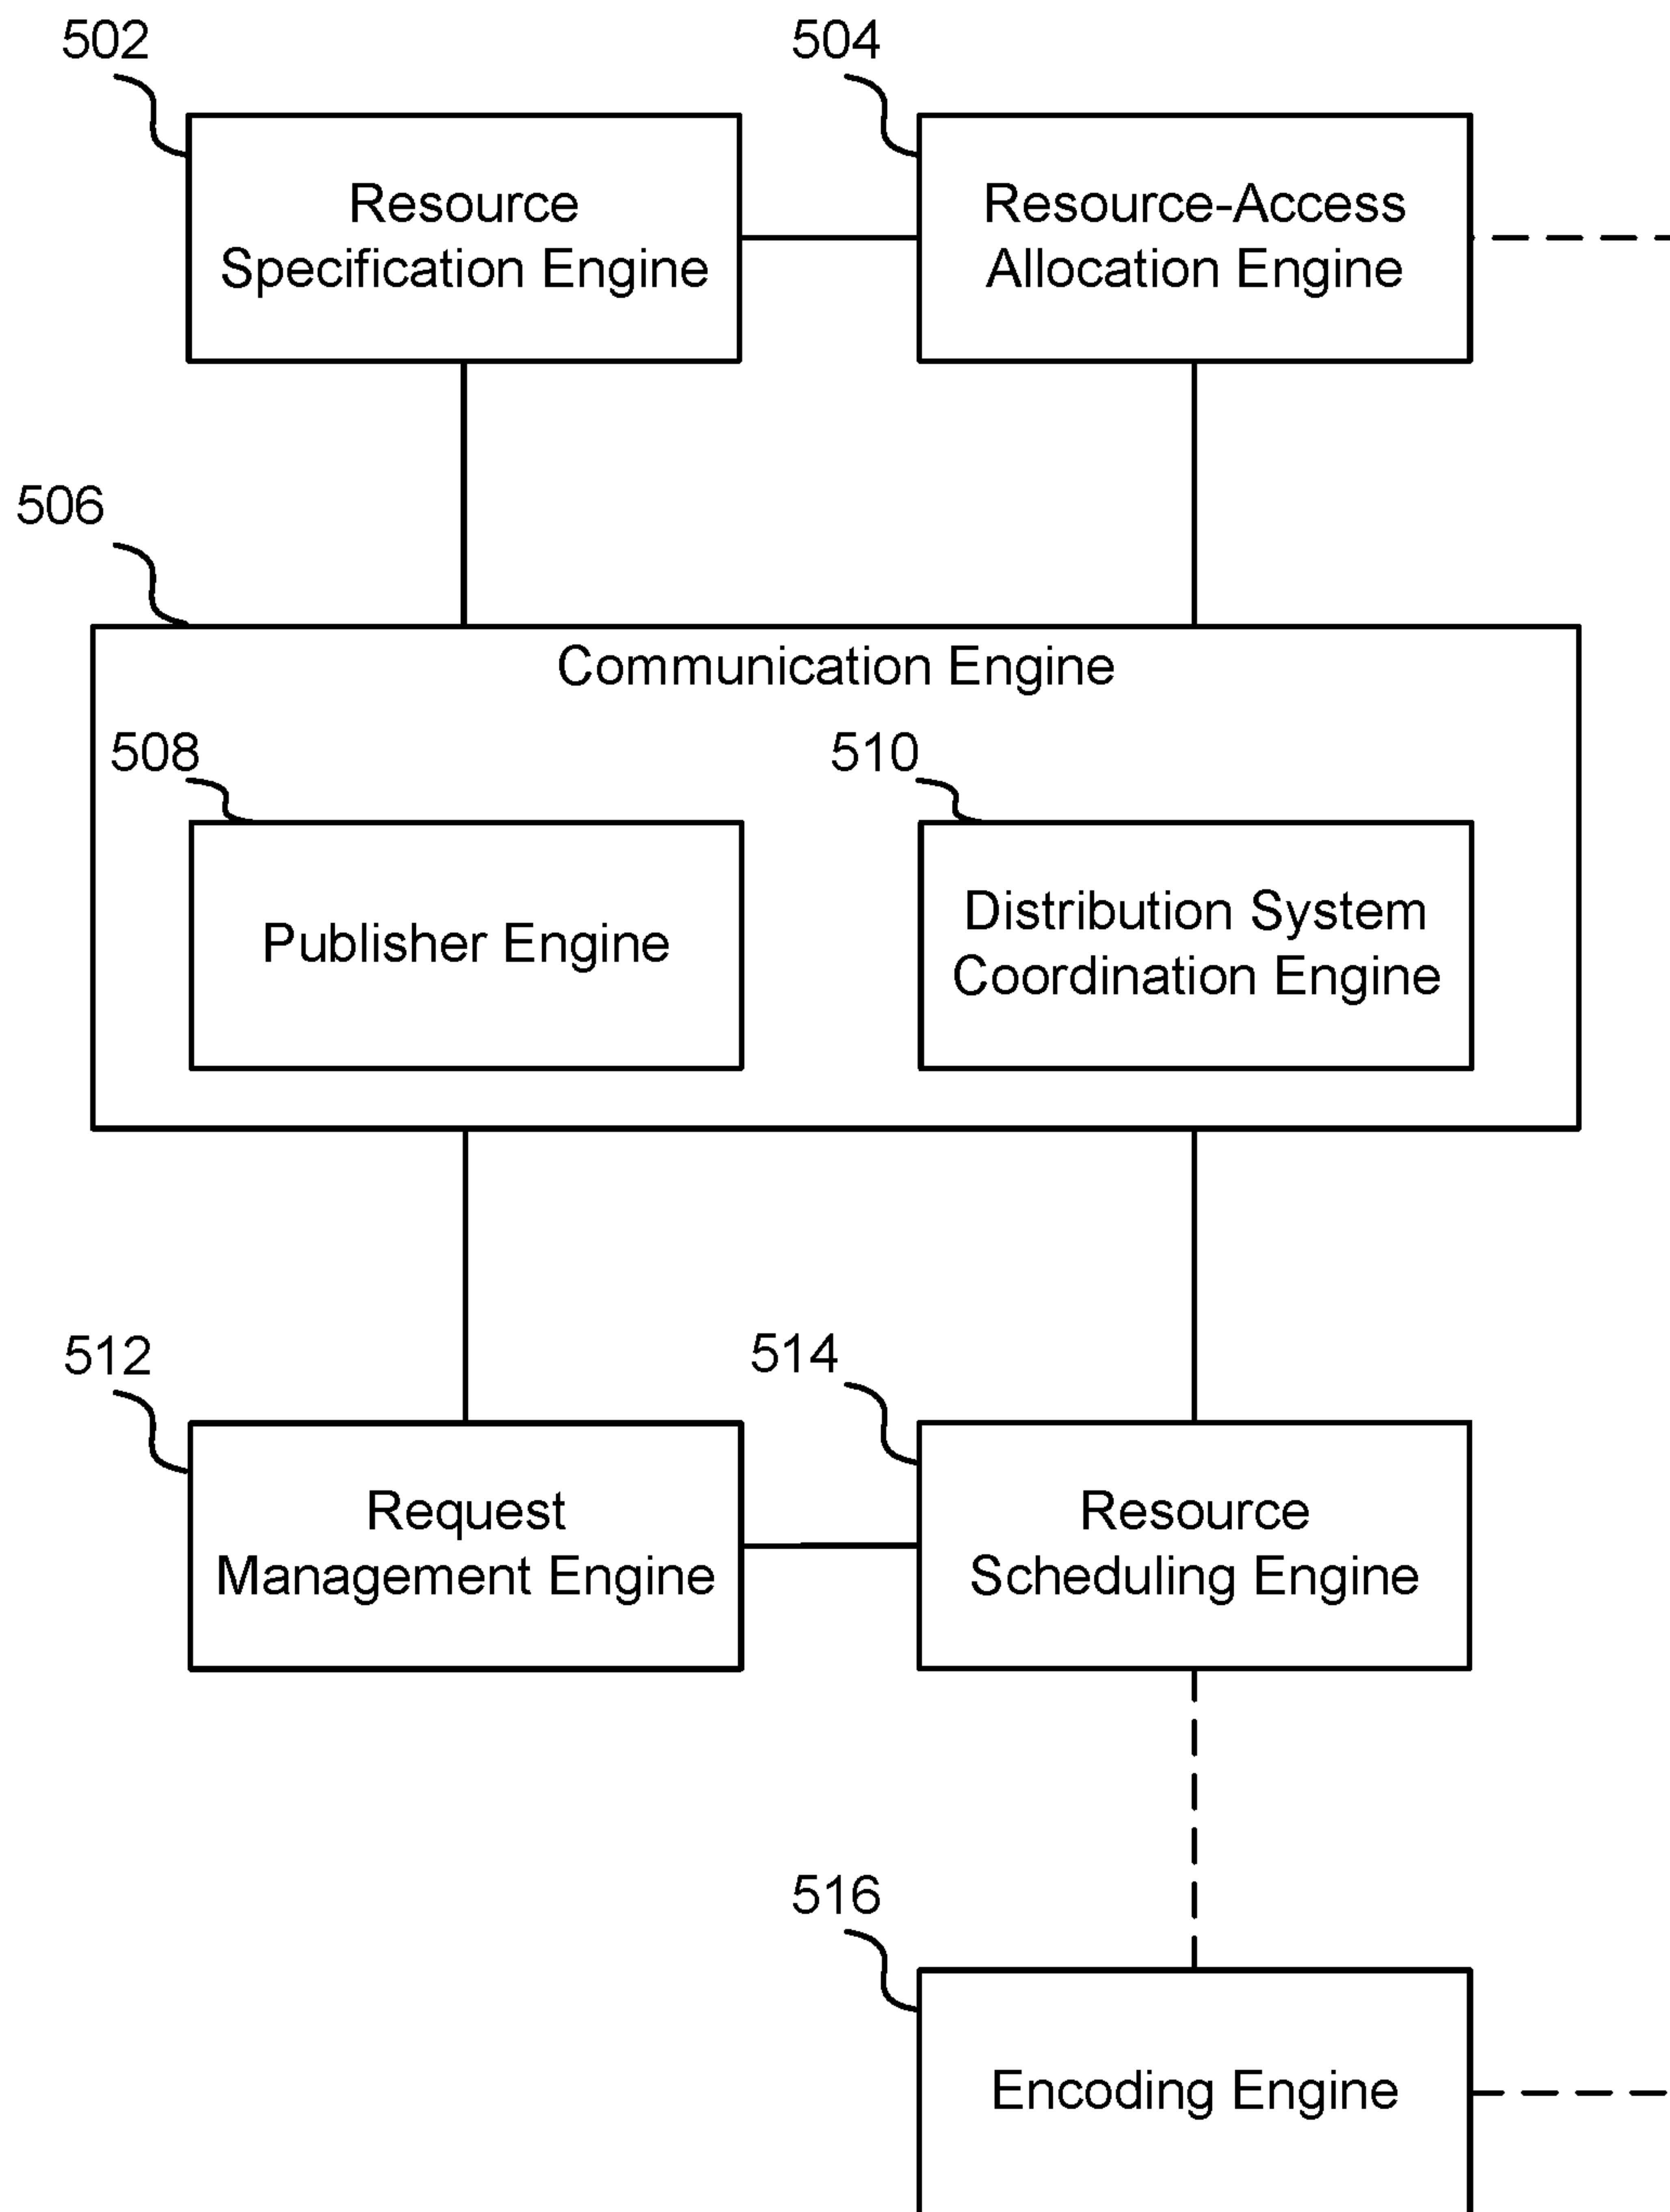 502
504
Resource
Specification Engine
Resource-Access
Allocation Engine
506
Communication Engine
508
510
Publisher Engine
Distribution System
Coordination Engine
512
514
Request
Management Engine
Resource
Scheduling Engine
516
Encoding Engine